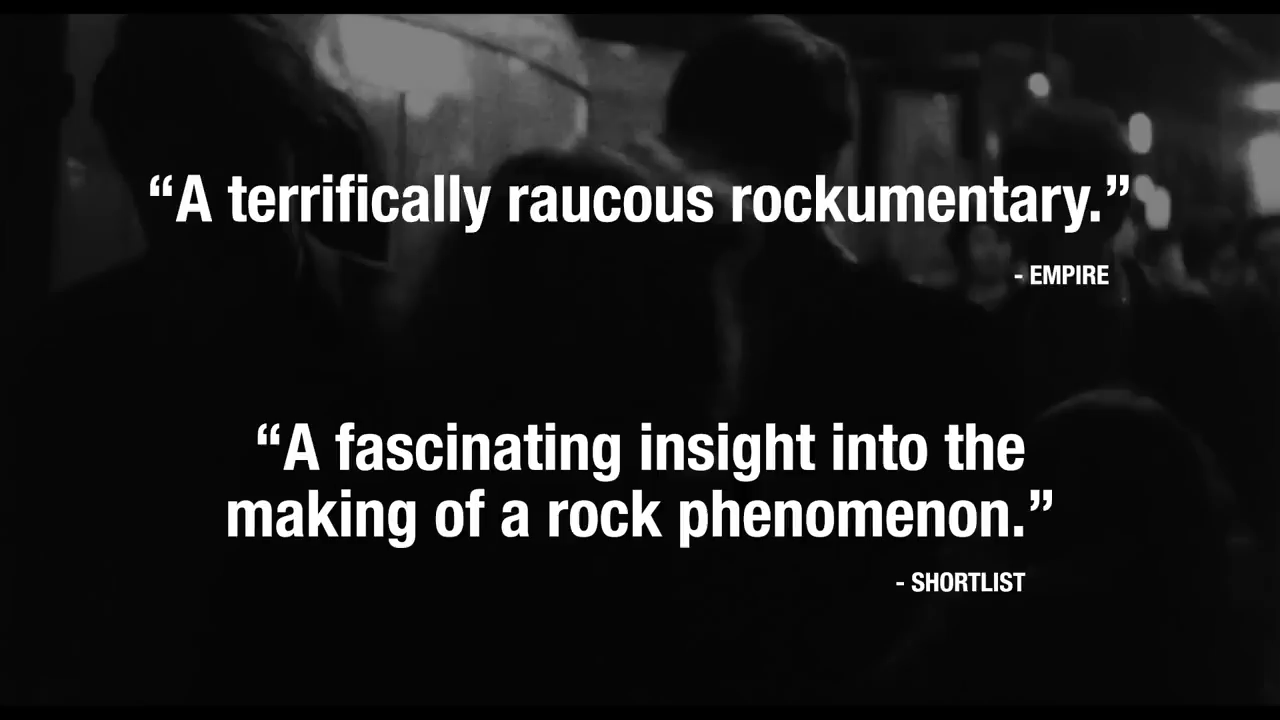 “A terrifically raucous rockumentary.”
- EMPIRE
“A fascinating insight into the
making of a rock phenomenon.”
- SHORTLIST